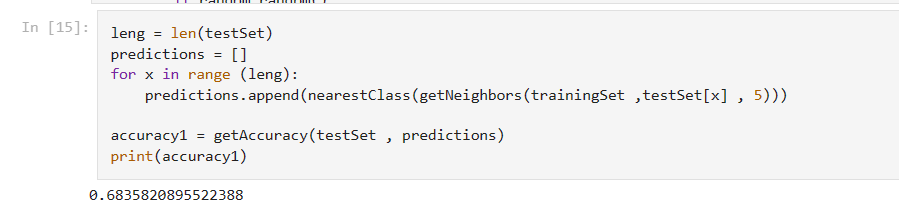 In [15]:
leng = len(testSet)
predictions = []
for x in range (leng):
    predictions.append(nearestClass(getNeighbors(trainingSet ,testSet[x] , 5)))
accuracy1 = getAccuracy(testSet , predictions)
print(accuracy1)
0.6835820895522388